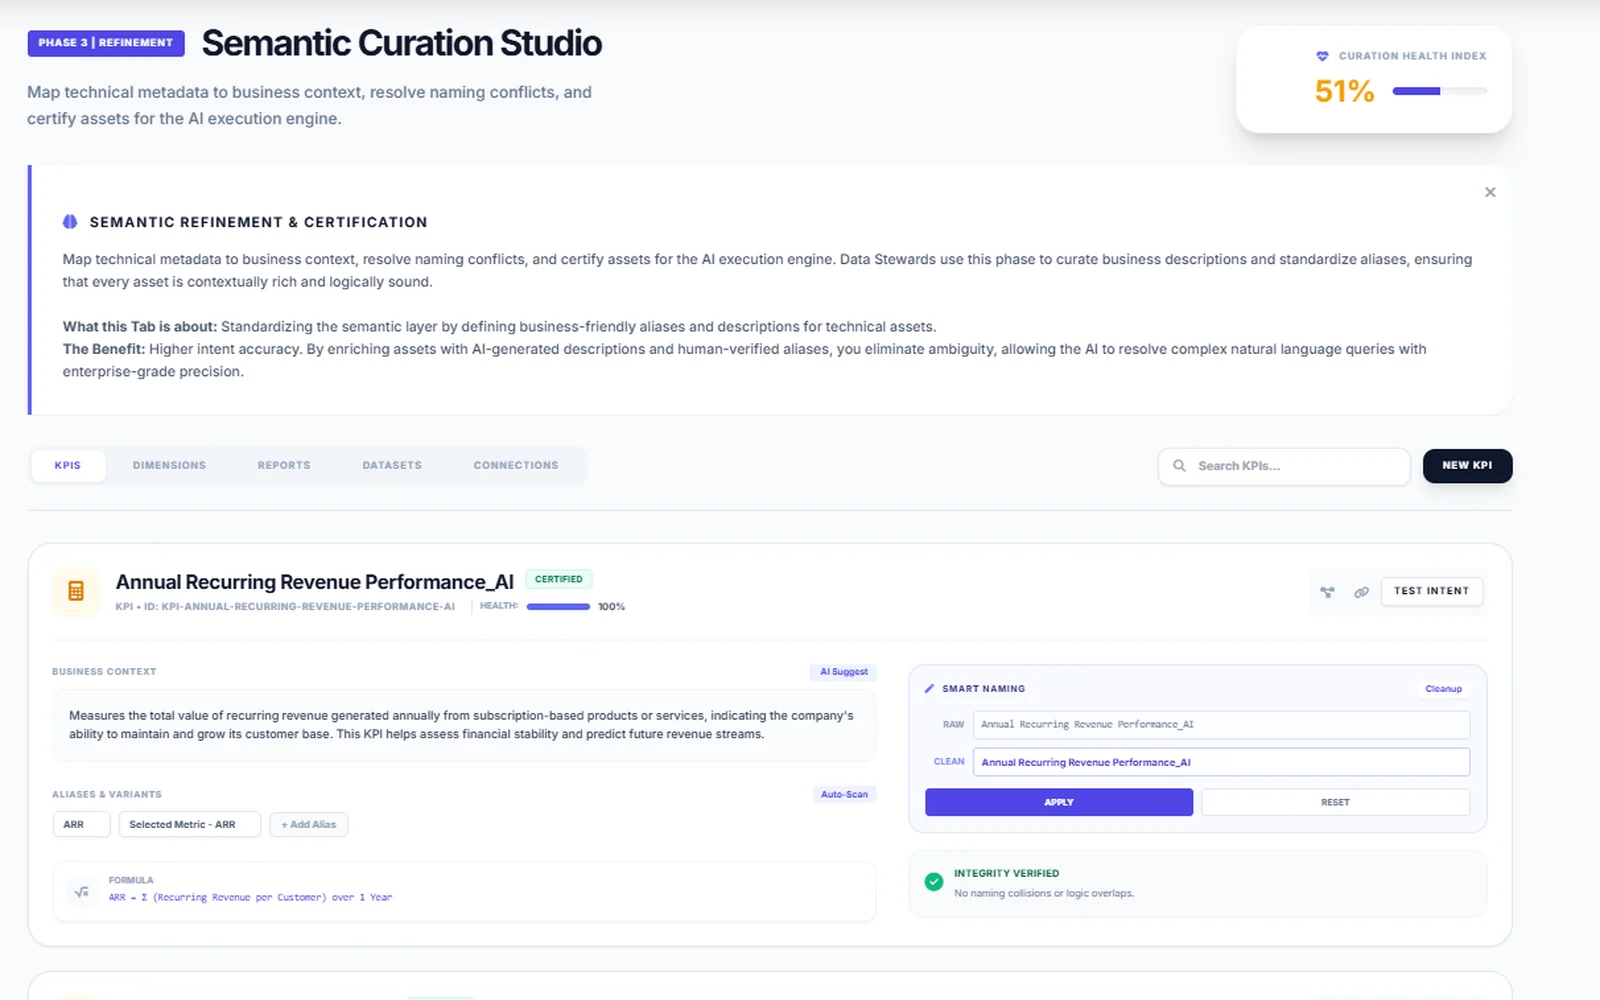 PHASE 3 | REFINEMENT
Semantic Curation Studio
Map technical metadata to business context, resolve naming conflicts, and
certify assets for the AI execution engine.
CURATION HEALTH INDEX
51%
SEMANTIC REFINEMENT & CERTIFICATION
Map technical metadata to business context, resolve naming conflicts, and certify assets for the AI execution engine. Data Stewards use this phase to curate business descriptions and standardize aliases, ensuring
that every asset is contextually rich and logically sound.
What this Tab is about: Standardizing the semantic layer by defining business-friendly aliases and descriptions for technical assets.
The Benefit: Higher intent accuracy. By enriching assets with AI-generated descriptions and human-verified aliases, you eliminate ambiguity, allowing the AI to resolve complex natural language queries with
enterprise-grade precision.
KPIS
DIMENSIONS
REPORTS
DATASETS
CONNECTIONS
Search KPIs...
NEW KPI
Annual Recurring Revenue Performance_AI
CERTIFIED
KPI • ID: KPI-ANNUAL-RECURRING-REVENUE-PERFORMANCE-AI
HEALTH:
100%
TEST INTENT
BUSINESS CONTEXT
AI Suggest
Measures the total value of recurring revenue generated annually from subscription-based products or services, indicating the company's
ability to maintain and grow its customer base. This KPI helps assess financial stability and predict future revenue streams.
ALIASES & VARIANTS
Auto-Scan
ARR
Selected Metric - ARR
+ Add Alias
FORMULA
ARR = Σ (Recurring Revenue per Customer) over 1 Year
SMART NAMING
Cleanup
RAW
Annual Recurring Revenue Performance_AI
CLEAN
Annual Recurring Revenue Performance_AI
APPLY
RESET
INTEGRITY VERIFIED
No naming collisions or logic overlaps.